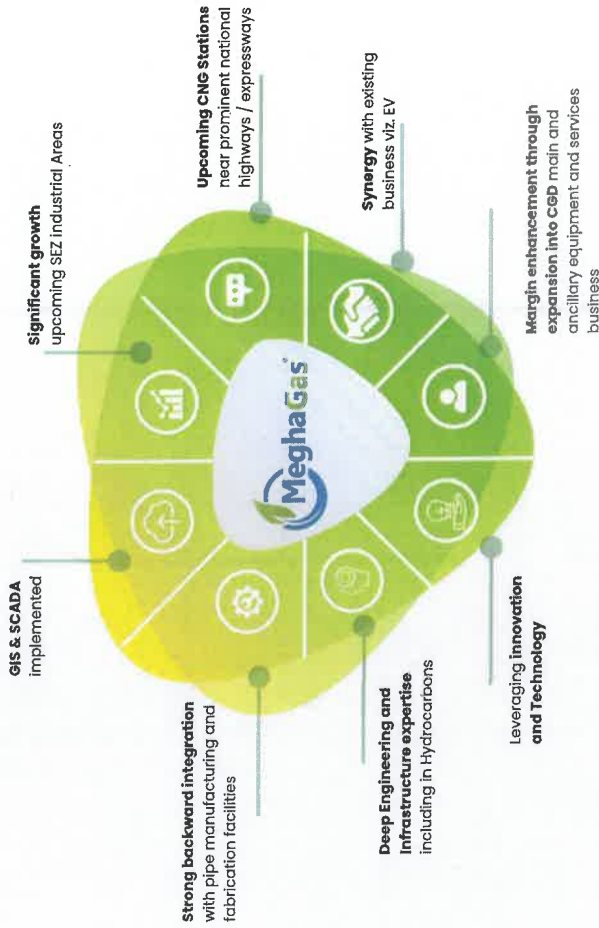 GIS & SCADA
implemented
Significant growth
upcoming SEZ industrial Areas
Strong backward integration
with pipe manufacturing and
fabrication facilities
Upcoming CNG Stations
near prominent national
highways / expressways
MeghaGas
Deep Engineering and
Infrastructure expertise
including in Hydrocarbons
Synergy with existing
business viz. EV
Leveraging innovation
and Technology
Margin enhancement through
expansion into CGD main and
ancillary equipment and services
business